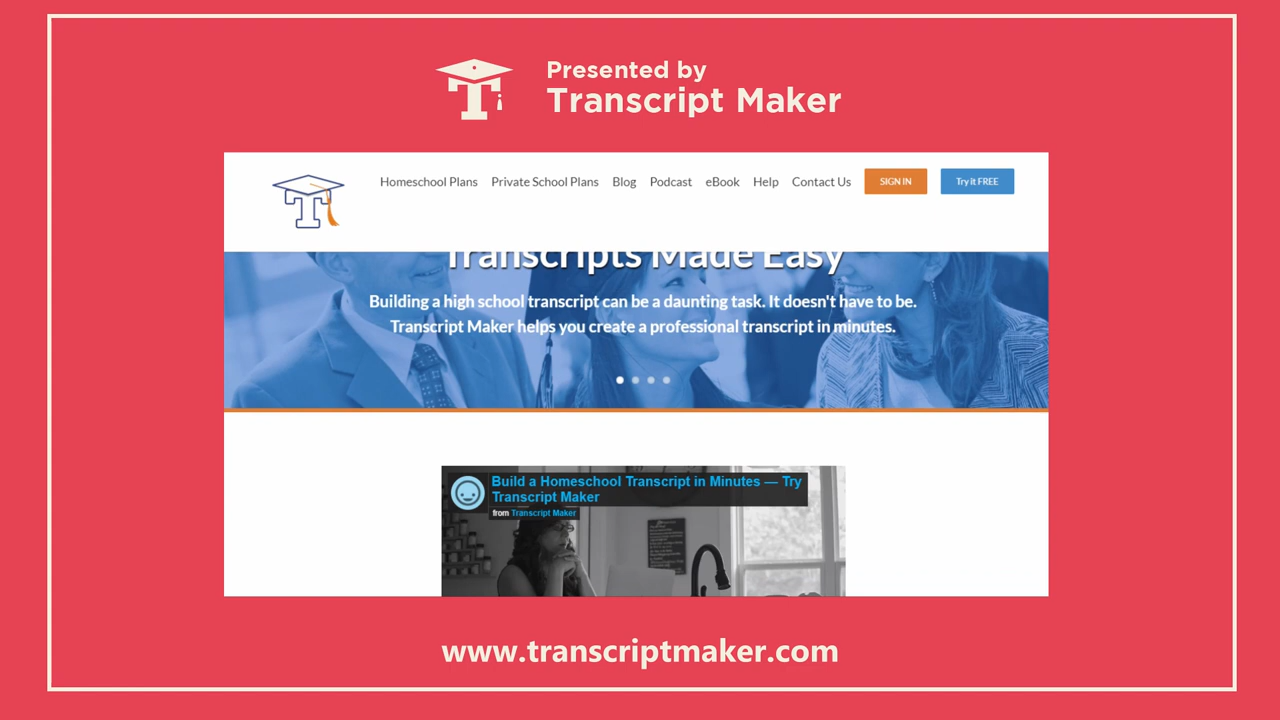 Presented by
Transcript Maker
Homeschool Plans Private School Plans Blog Podcast eBook Help Contact Us SIGN IN Try it FREE
Transcripts Made Easy
Building a high school transcript can be a daunting task. It doesn't have to be.
Transcript Maker helps you create a professional transcript in minutes.
Build a Homeschool Transcript in Minutes — Try
Transcript Maker
from Transcript Maker
www.transcriptmaker.com